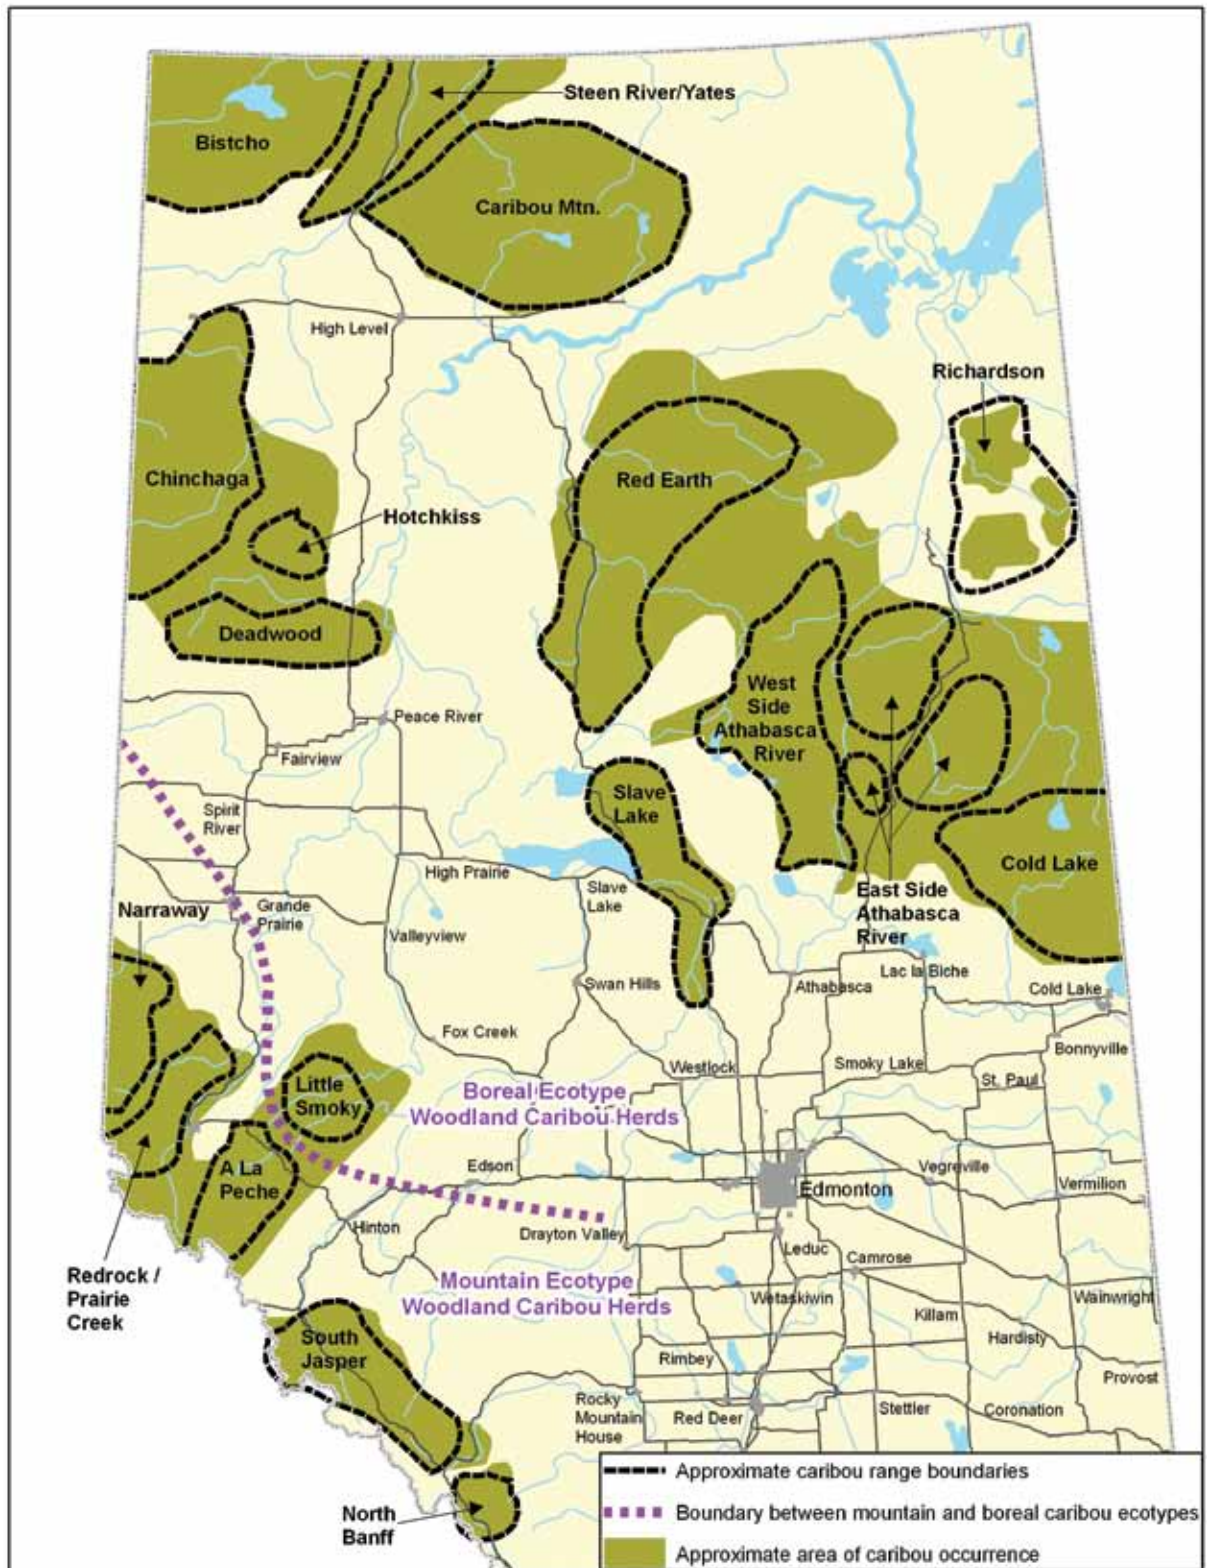 Steen River/Yates
Bistcho
Caribou Mtn.
High Level
Richardson
Chinchaga
Red Earth
Hotchkiss
Deadwood
West
Side
Athabasca
River
Peace River
Fairview
Slave
Lake
Spirit
River
Cold Lake
High Prairie
Slave
Lake
East Side
Athabasca
River
Narraway
Grande
Prairie
Valleyview
Swan Hills
Athabasca
Lac la Biche
Cold Lake
Fox Creek
Bonnyville
Westlock
Smoky Lake
St. Paul
Little
Smoky
Boreal Ecotype
Woodland Caribou Herds
A La
Peche
Edson
Vegreville
Edmonton
Vermilion
Hinton
Drayton Valley
Leduc
Camrose
Redrock /
Prairie
Creek
Mountain Ecotype
Woodland Caribou Herds
Wetaskiwin
Wainwright
Killam
South
Jasper
Hardisty
Rimbey
Provost
Rocky
Mountain
House
Red Deer
Stettler
Coronation
North
Banff
Approximate caribou range boundaries
Boundary between mountain and boreal caribou ecotypes
Approximate area of caribou occurrence